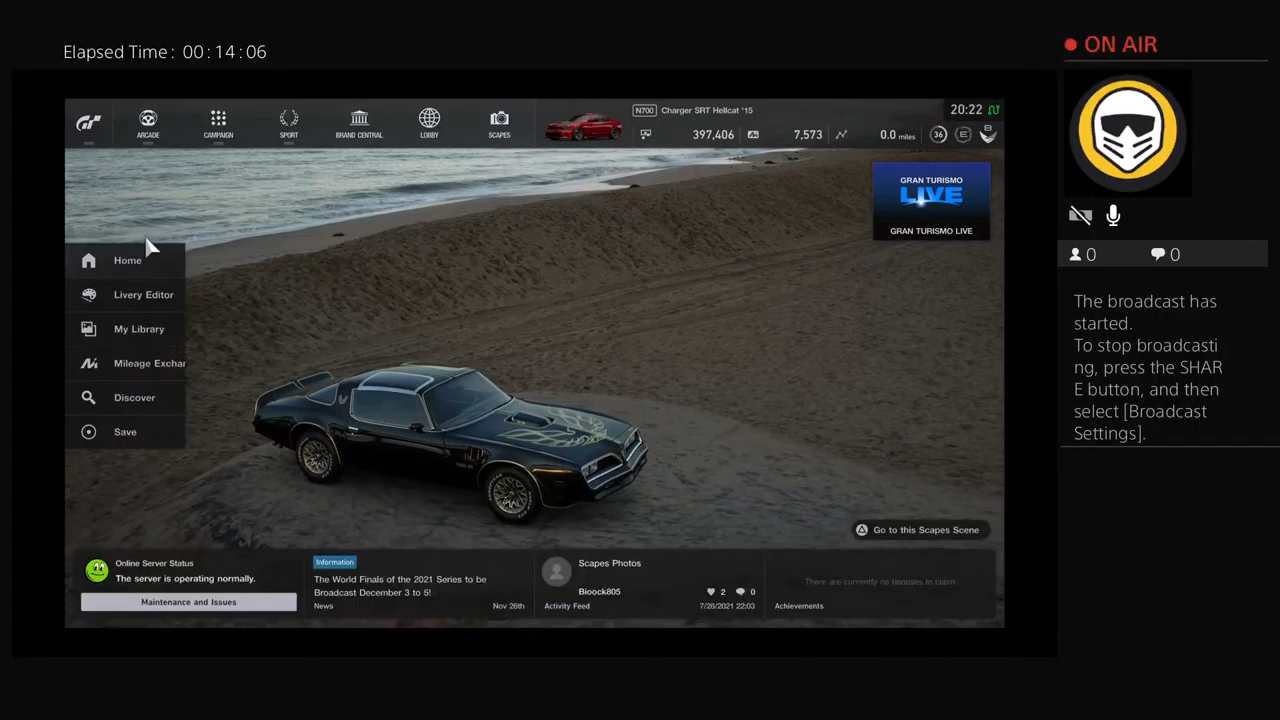 Elapsed Time: 00:14:06
ON AIR
ARCADE
CAMPAIGN
SPORT
BRAND CENTRAL
LOBBY
SCAPES
N700 Charger SRT Hellcat '15
397,406
7,573
0.0 miles
36
E
B
20:22
GRAN TURISMO
LIVE
GRAN TURISMO LIVE
Home
Livery Editor
My Library
Mileage Exchan
Discover
Save
0
0
The broadcast has
started.
To stop broadcasti
ng, press the SHAR
E button, and then
select [Broadcast
Settings].
Go to this Scapes Scene
Online Server Status
The server is operating normally.
Maintenance and Issues
Information
The World Finals of the 2021 Series to be
Broadcast December 3 to 5!
News
Nov 26th
Scapes Photos
Biock805
2
0
Activity Feed
7/26/2021 22:03
There are currently no bonuses to claim
Achievements